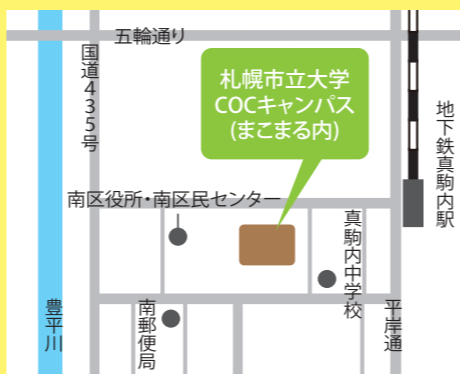 五輪通り
国道435号
札幌市立大学
COCキャンパス
(まこまる内)
地下鉄真駒内駅
南区役所・南区民センター
真駒内中学校
豊平川
南郵便局
平岸通